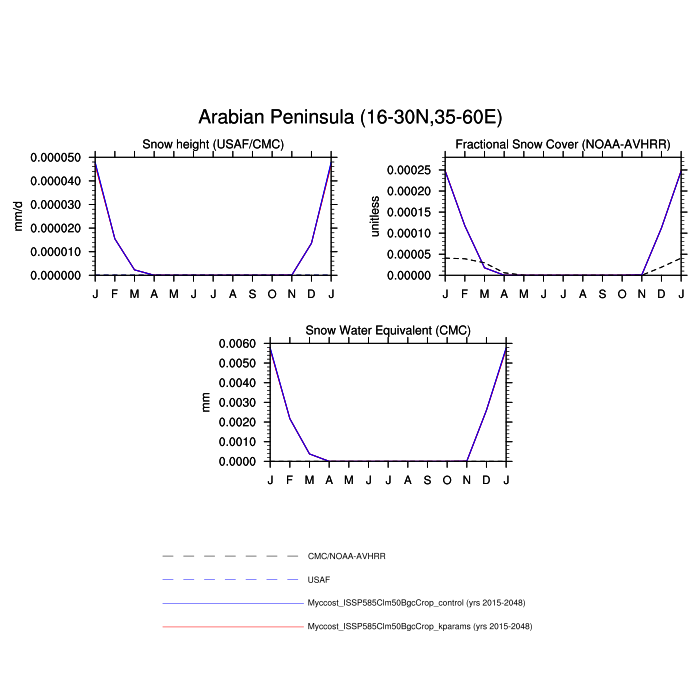 Arabian Peninsula (16-30N,35-60E)
Snow height (USAF/CMC)
mm/d
0.000050
0.000040
0.000030
0.000020
0.000010
0.000000
J F M A M J J A S O N D J
Fractional Snow Cover (NOAA-AVHRR)
unitless
0.00025
0.00020
0.00015
0.00010
0.00005
0.00000
J F M A M J J A S O N D J
Snow Water Equivalent (CMC)
mm
0.0060
0.0050
0.0040
0.0030
0.0020
0.0010
0.0000
J F M A M J J A S O N D J
CMC/NOAA-AVHRR
USAF
Myccost_ISSP585Clm50BgcCrop_control (yrs 2015-2048)
Myccost_ISSP585Clm50BgcCrop_kparams (yrs 2015-2048)